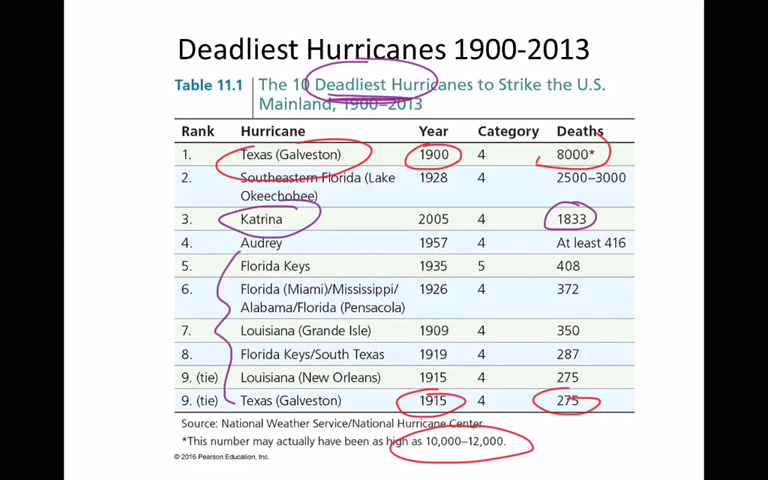 Deadliest Hurricanes 1900-2013
Table 11.1 The 10 Deadliest Hurricanes to Strike the U.S.
Mainland, 1900–2013
Rank Hurricane Year Category Deaths
1. Texas (Galveston) 1900 4 8000*
2. Southeastern Florida (Lake 1928 4 2500–3000
Okeechobee)
3. Katrina 2005 4 1833
4. Audrey 1957 4 At least 416
5. Florida Keys 1935 5 408
6. Florida (Miami)/Mississippi/ 1926 4 372
Alabama/Florida (Pensacola)
7. Louisiana (Grande Isle) 1909 4 350
8. Florida Keys/South Texas 1919 4 287
9. (tie) Louisiana (New Orleans) 1915 4 275
9. (tie) Texas (Galveston) 1915 4 275
Source: National Weather Service/National Hurricane Center.
*This number may actually have been as high as 10,000–12,000.
© 2016 Pearson Education, Inc.